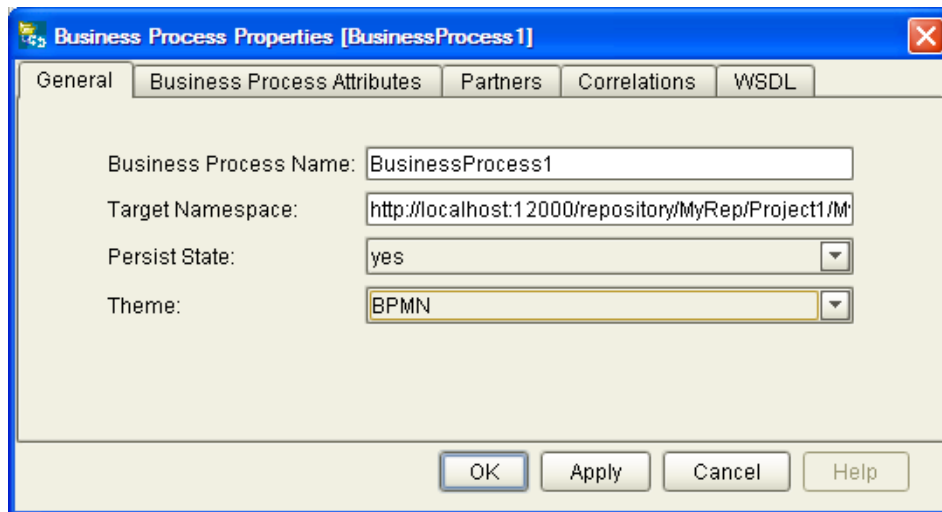 Business Process Properties [BusinessProcess1]
General Business Process Attributes Partners Correlations WSDL
Business Process Name: BusinessProcess1
Target Namespace: http://localhost:12000/repository/MyRep/Project1/M
Persist State: yes
Theme: BPMN
OK Apply Cancel Help